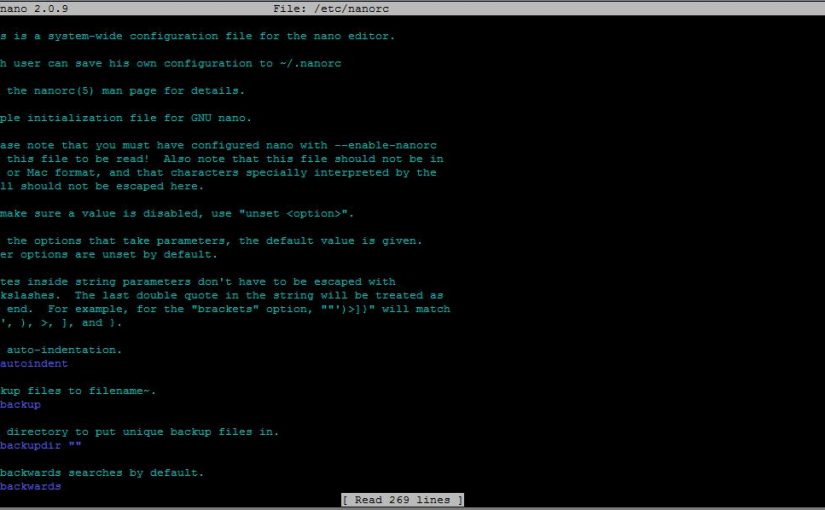 nano 2.0.9 File: /etc/nanorc
s is a system-wide configuration file for the nano editor.
h user can save his own configuration to ~/.nanorc
the nanorc(5) man page for details.
ple initialization file for GNU nano.
ase note that you must have configured nano with --enable-nanorc
this file to be read!  Also note that this file should not be in
or Mac format, and that characters specially interpreted by the
ll should not be escaped here.
make sure a value is disabled, use "unset <option>".
the options that take parameters, the default value is given.
er options are unset by default.
tes inside string parameters don't have to be escaped with
kslashes.  The last double quote in the string will be treated as
end.  For example, for the "brackets" option, ""')>]}" will match
', ), >, ], and }.
auto-indentation.
autoindent
kup files to filename~.
backup
directory to put unique backup files in.
backupdir ""
backwards searches by default.
backwards
[ Read 269 lines ]